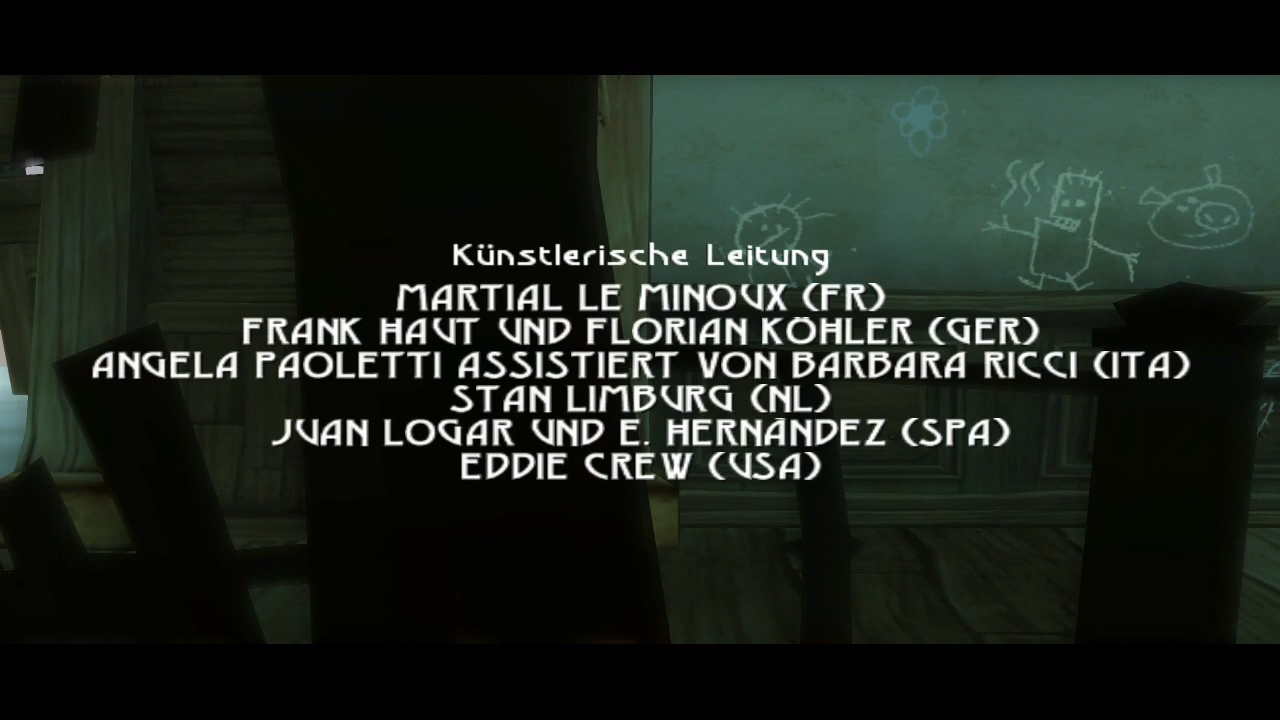 Künstlerische Leitung
MARTIAL LE MINOUX (FR)
FRANK HAUT UND FLORIAN KÖHLER (GER)
ANGELA PAOLETTI ASSISTIERT VON BARBARA RICCI (ITA)
STAN LIMBURG (NL)
JUAN LOGAR UND E. HERNÁNDEZ (SPA)
EDDIE CREW (USA)